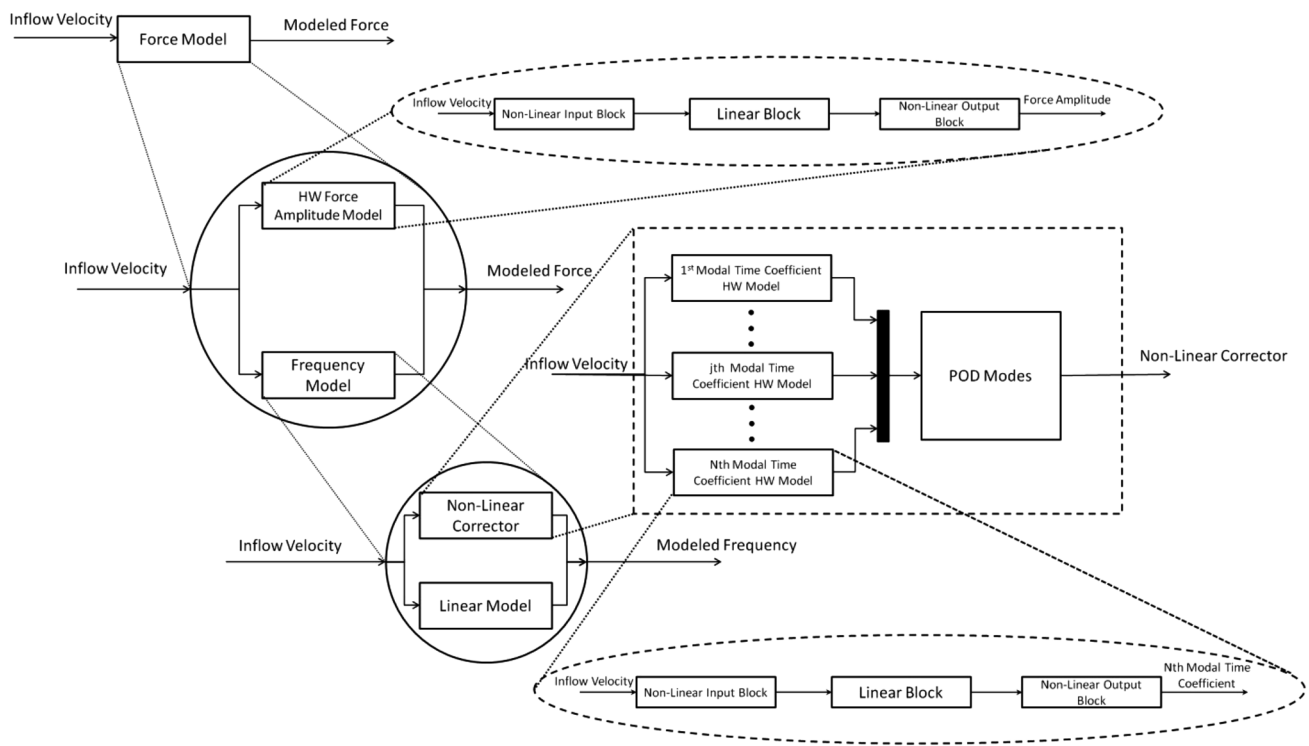 Inflow Velocity
Force Model
Modeled Force
Inflow Velocity
Non-Linear Input Block
Linear Block
Non-Linear Output
Block
Force Amplitude
HW Force
Amplitude Model
Inflow Velocity
Modeled Force
Frequency
Model
1st Modal Time Coefficient
HW Model
Inflow Velocity
jth Modal Time
Coefficient HW Model
Nth Modal Time
Coefficient HW Model
POD Modes
Non-Linear Corrector
Inflow Velocity
Non-Linear
Corrector
Linear Model
Modeled Frequency
Inflow Velocity
Non-Linear Input Block
Linear Block
Non-Linear Output
Block
Nth Modal Time
Coefficient